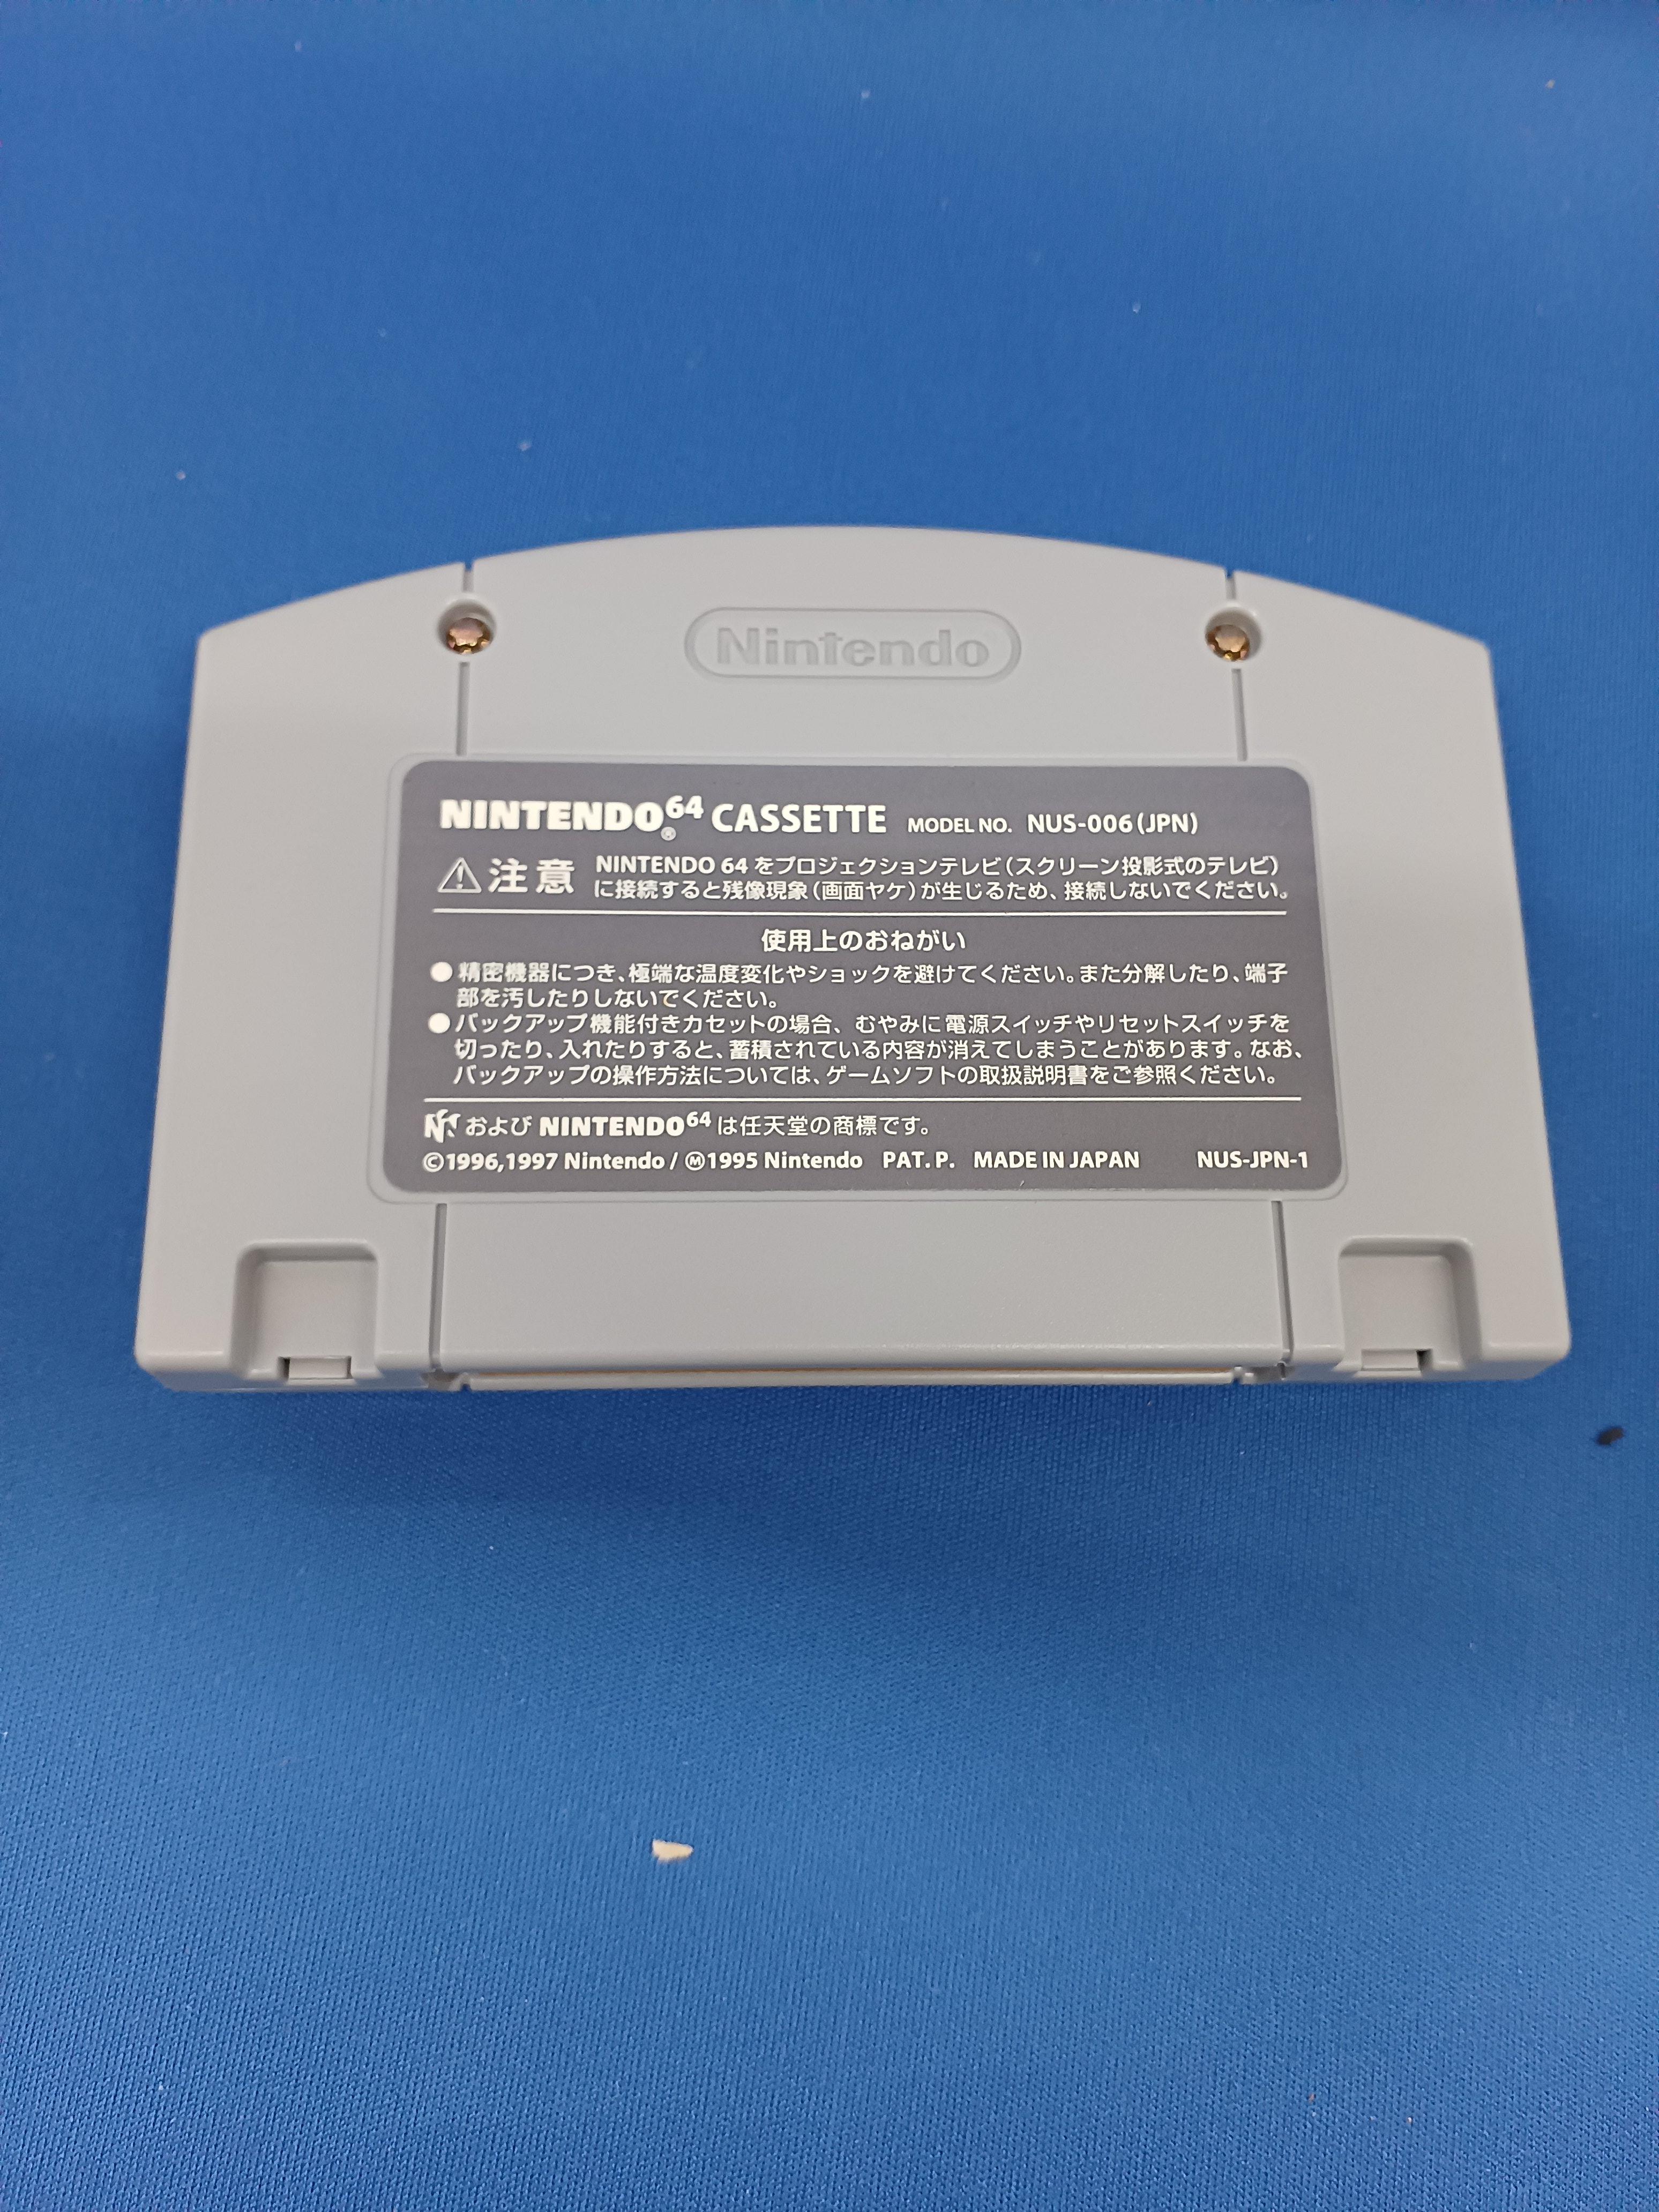 Nintendo
NINTENDO64® CASSETTE MODEL NO. NUS-006(JPN)
⚠注意 NINTENDO 64 をプロジェクションテレビ(スクリーン投影式のテレビ)
に接続すると残像現象(画面ヤケ)が生じるため、接続しないでください。
使用上のおねがい
●精密機器につき、極端な温度変化やショックを避けてください。また分解したり、端子
部を汚したりしないでください。
●バックアップ機能付きカセットの場合、むやみに電源スイッチやリセットスイッチを
切ったり、入れたりすると、蓄積されている内容が消えてしまうことがあります。なお、
バックアップの操作方法については、ゲームソフトの取扱説明書をご参照ください。
および NINTENDO64 は任天堂の商標です。
©1996,1997 Nintendo / Ⓜ1995 Nintendo PAT. P. MADE IN JAPAN NUS-JPN-1